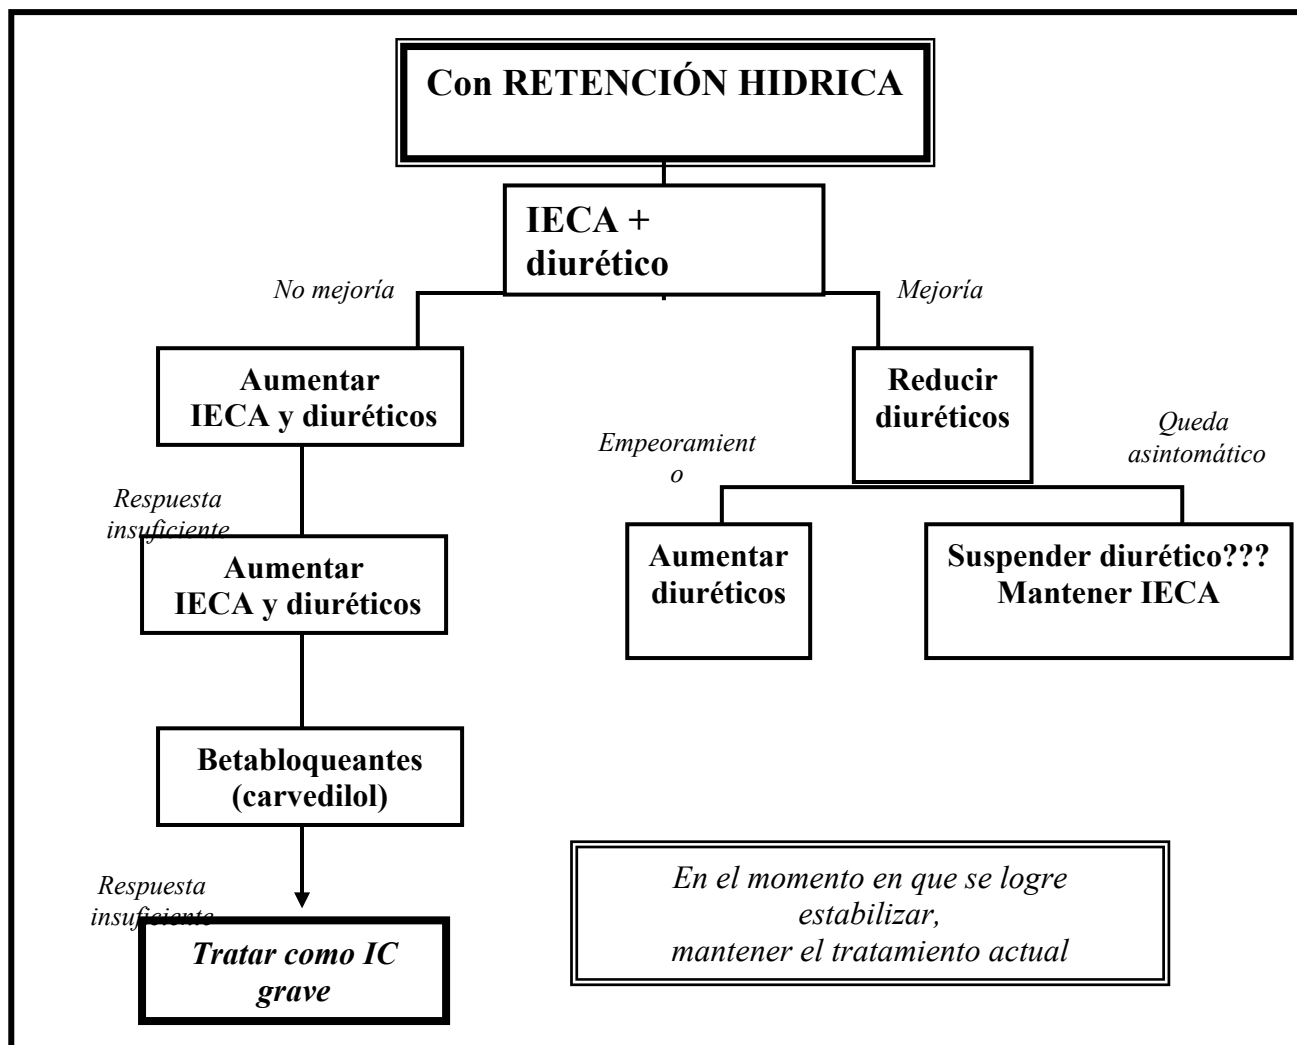 Con RETENCIÓN HIDRICA
IECA +
diurético
No mejoría
Mejoría
Aumentar
IECA y diuréticos
Reducir
diuréticos
Empeoramient
o
Queda
asintomático
Respuesta
insuficiente
Aumentar
IECA y diuréticos
Aumentar
diuréticos
Suspender diurético???
Mantener IECA
Betabloqueantes
(carvedilol)
Respuesta
insuficiente
Tratar como IC
grave
En el momento en que se logre
estabilizar,
mantener el tratamiento actual